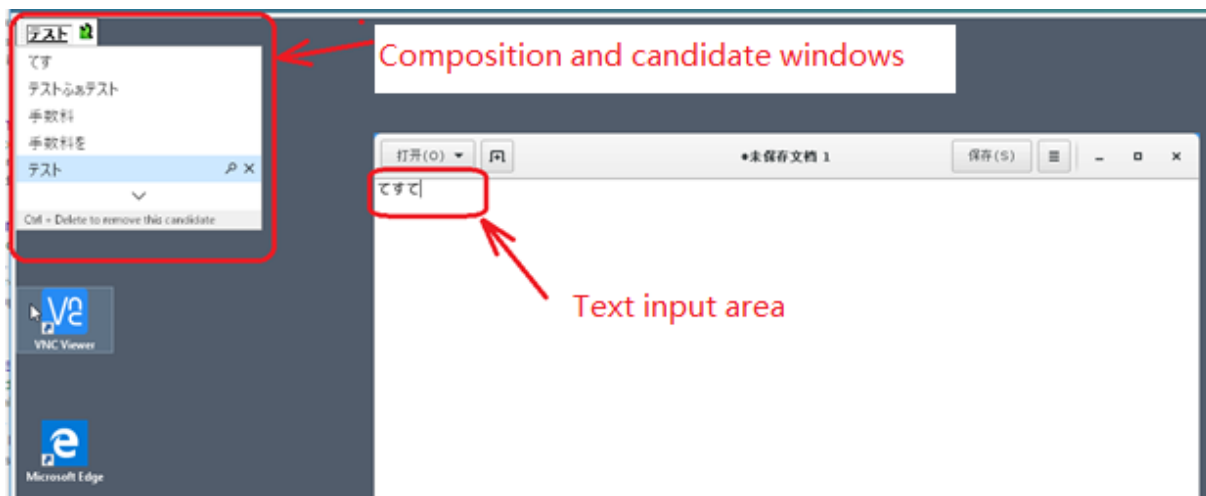 テスト
てす
テストふぁテスト
手数料
手数料を
テスト
Ctrl + Delete to remove this candidate
Composition and candidate windows
打开(O)
•未保存文档 1
保存(S)
てすて
Text input area
VNC Viewer
Microsoft Edge